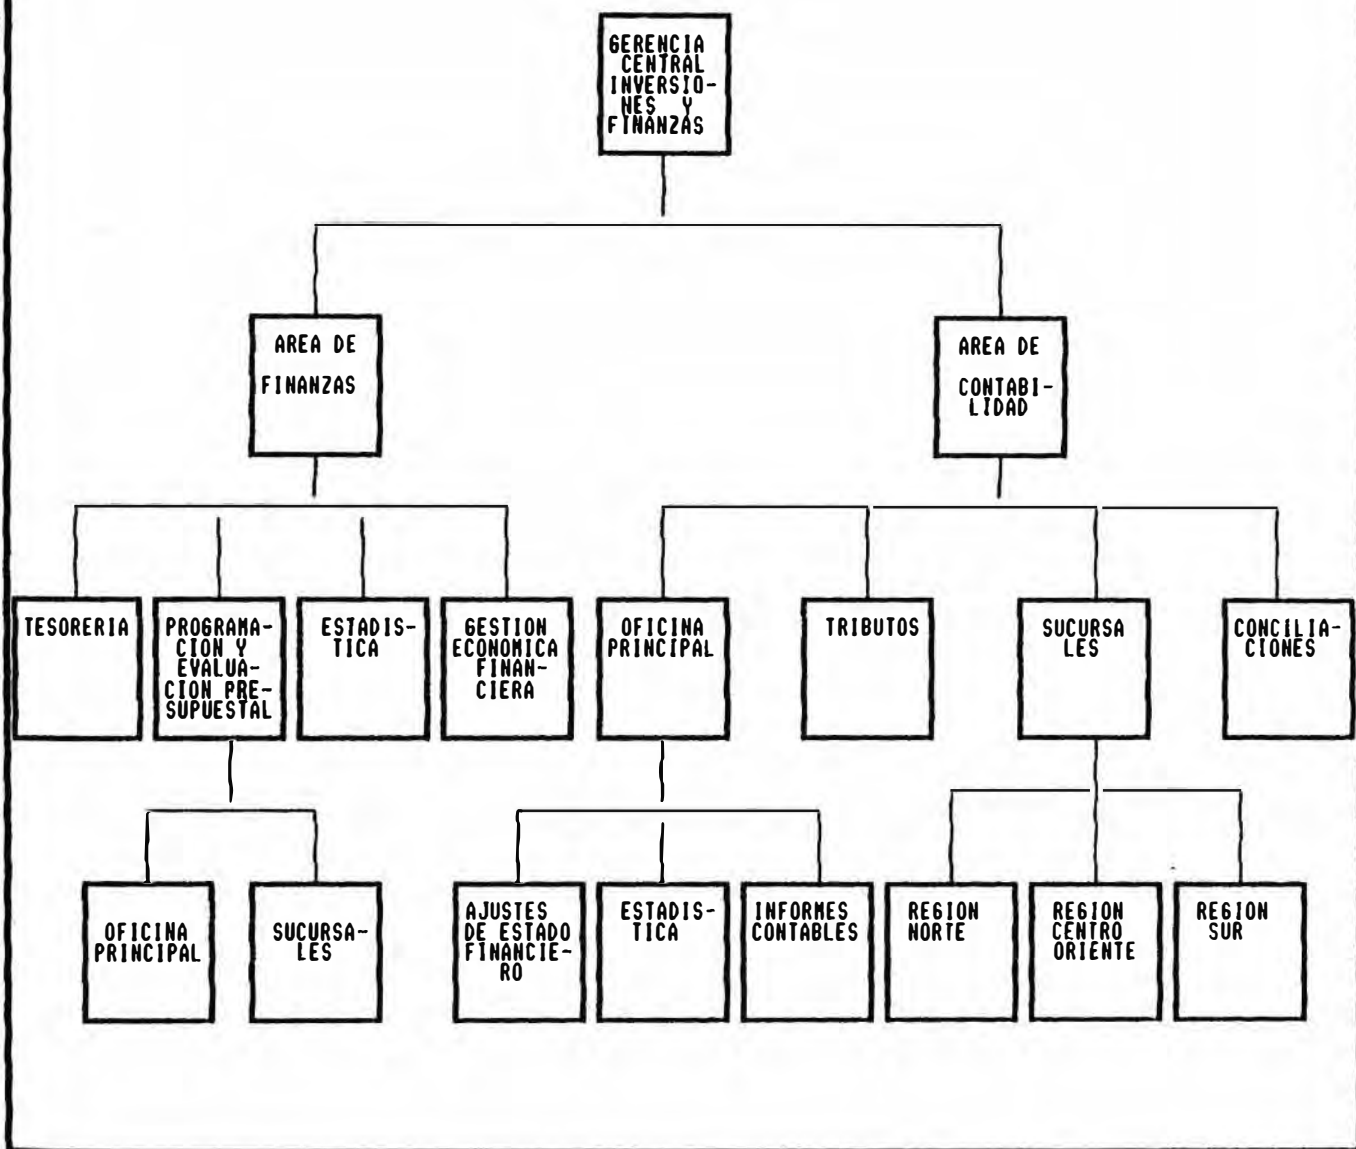 GERENCIA
CENTRAL
INVERSIO-
NES Y
FINANZAS
AREA DE
FINANZAS
AREA DE
CONTABI-
LIDAD
TESORERIA
PROGRAMA-
CION Y
EVALUA-
CION PRE-
SUPUESTAL
ESTADIS-
TICA
GESTION
ECONOMICA
FINAN-
CIERA
OFICINA
PRINCIPAL
TRIBUTOS
SUCURSA
LES
CONCILIA-
CIONES
OFICINA
PRINCIPAL
SUCURSA-
LES
AJUSTES
DE ESTADO
FINANCIE-
RO
ESTADIS-
TICA
INFORMES
CONTABLES
REGION
NORTE
REGION
CENTRO
ORIENTE
REGION
SUR